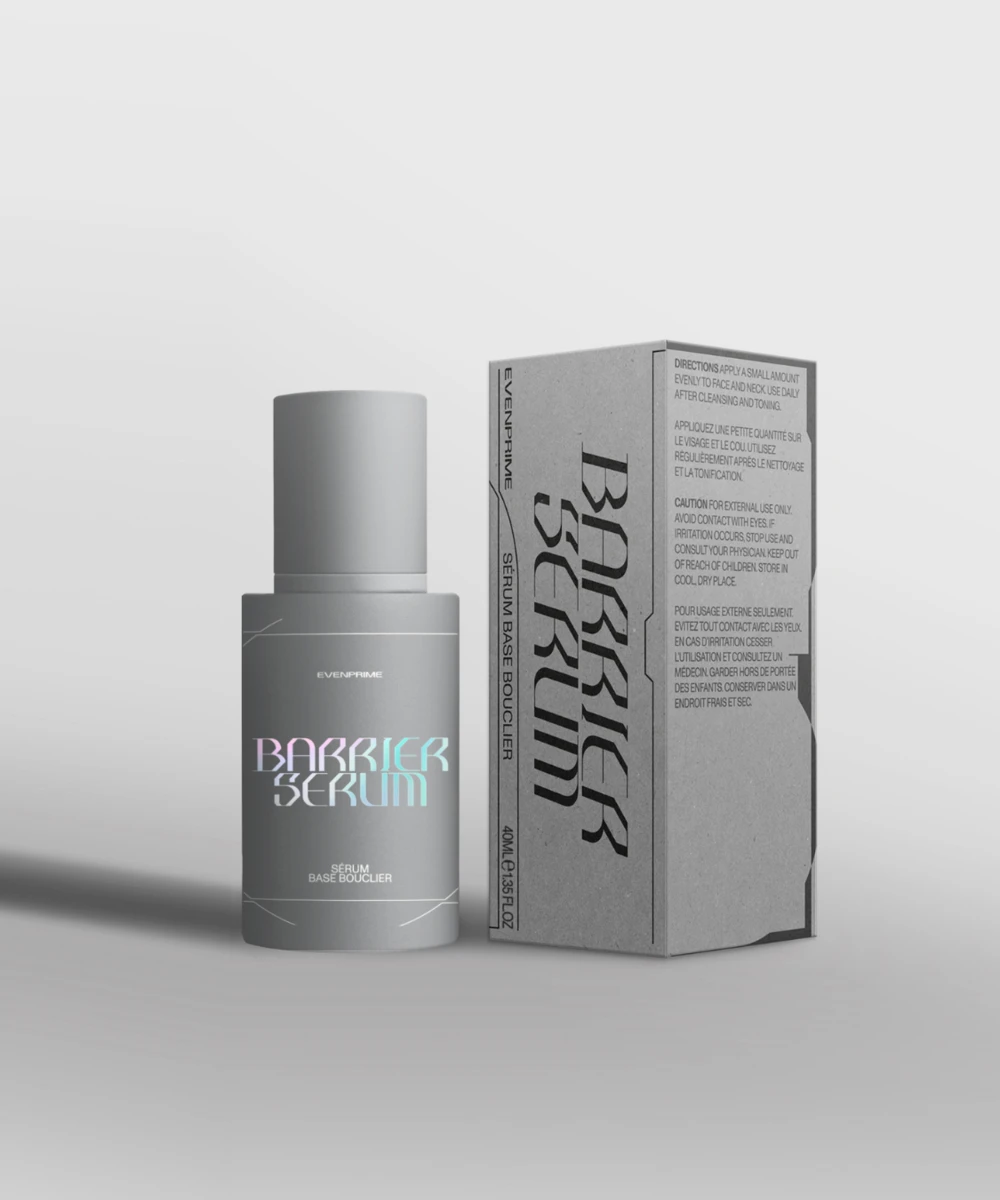 EVENPRIME
BARRIER
SERUM
SÉRUM
BASE BOUCLIER
EVENPRIME
SÉRUM BASE BOUCLIER
40ML ℮ 1.35 FL OZ
BARRIER
SERUM
DIRECTIONS APPLY A SMALL AMOUNT
EVENLY TO FACE AND NECK. USE DAILY
AFTER CLEANSING AND TONING.
APPLIQUEZ UNE PETITE QUANTITÉ SUR
LE VISAGE ET LE COU. UTILISEZ
RÉGULIÈREMENT APRÈS LE NETTOYAGE
ET LA TONIFICATION.
CAUTION FOR EXTERNAL USE ONLY.
AVOID CONTACT WITH EYES. IF
IRRITATION OCCURS, STOP USE AND
CONSULT YOUR PHYSICIAN. KEEP OUT
OF REACH OF CHILDREN. STORE IN
COOL, DRY PLACE.
POUR USAGE EXTERNE SEULEMENT.
EVITEZ TOUT CONTACT AVEC LES YEUX.
EN CAS D'IRRITATION CESSER
L'UTILISATION ET CONSULTEZ UN
MÉDECIN. GARDER HORS DE PORTÉE
DES ENFANTS. CONSERVER DANS UN
ENDROIT FRAIS ET SEC.